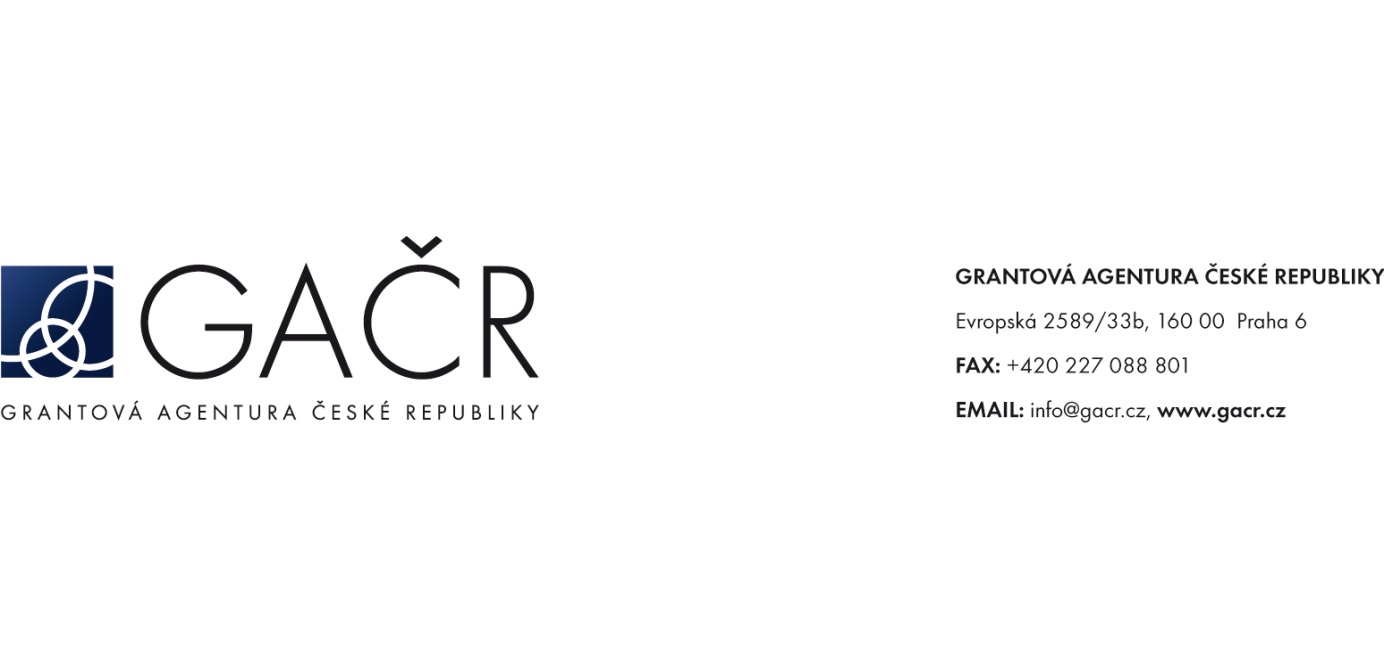 GAČR
GRANTOVÁ AGENTURA ČESKÉ REPUBLIKY
GRANTOVÁ AGENTURA ČESKÉ REPUBLIKY
Evropská 2589/33b, 160 00  Praha 6
FAX: +420 227 088 801
EMAIL: info@gacr.cz, www.gacr.cz